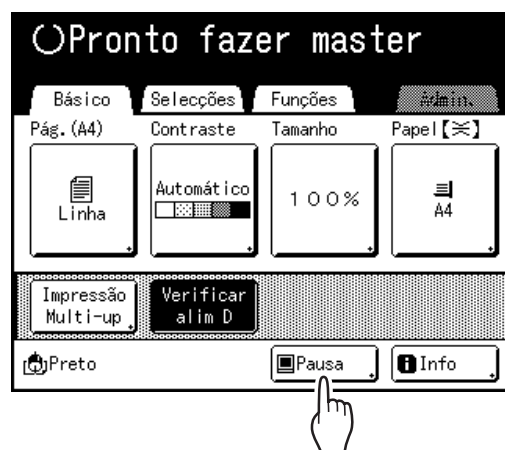 Pronto fazer master
Básico Selecções Funções Admin.
Pág.(A4) Contraste Tamanho Papel【】
Linha Automático 100% A4
Impressão Multi-up Verificar alim D
Preto Pausa Info